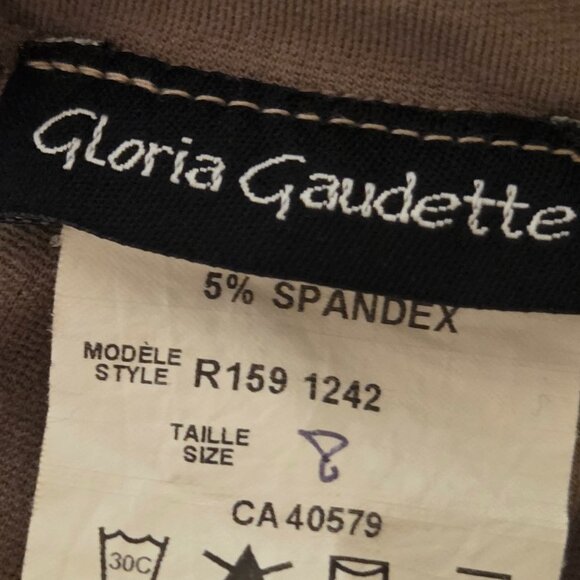 Gloria Gaudette
5% SPANDEX
MODÈLE
STYLE R159 1242
TAILLE
SIZE 8
CA 40579
30C